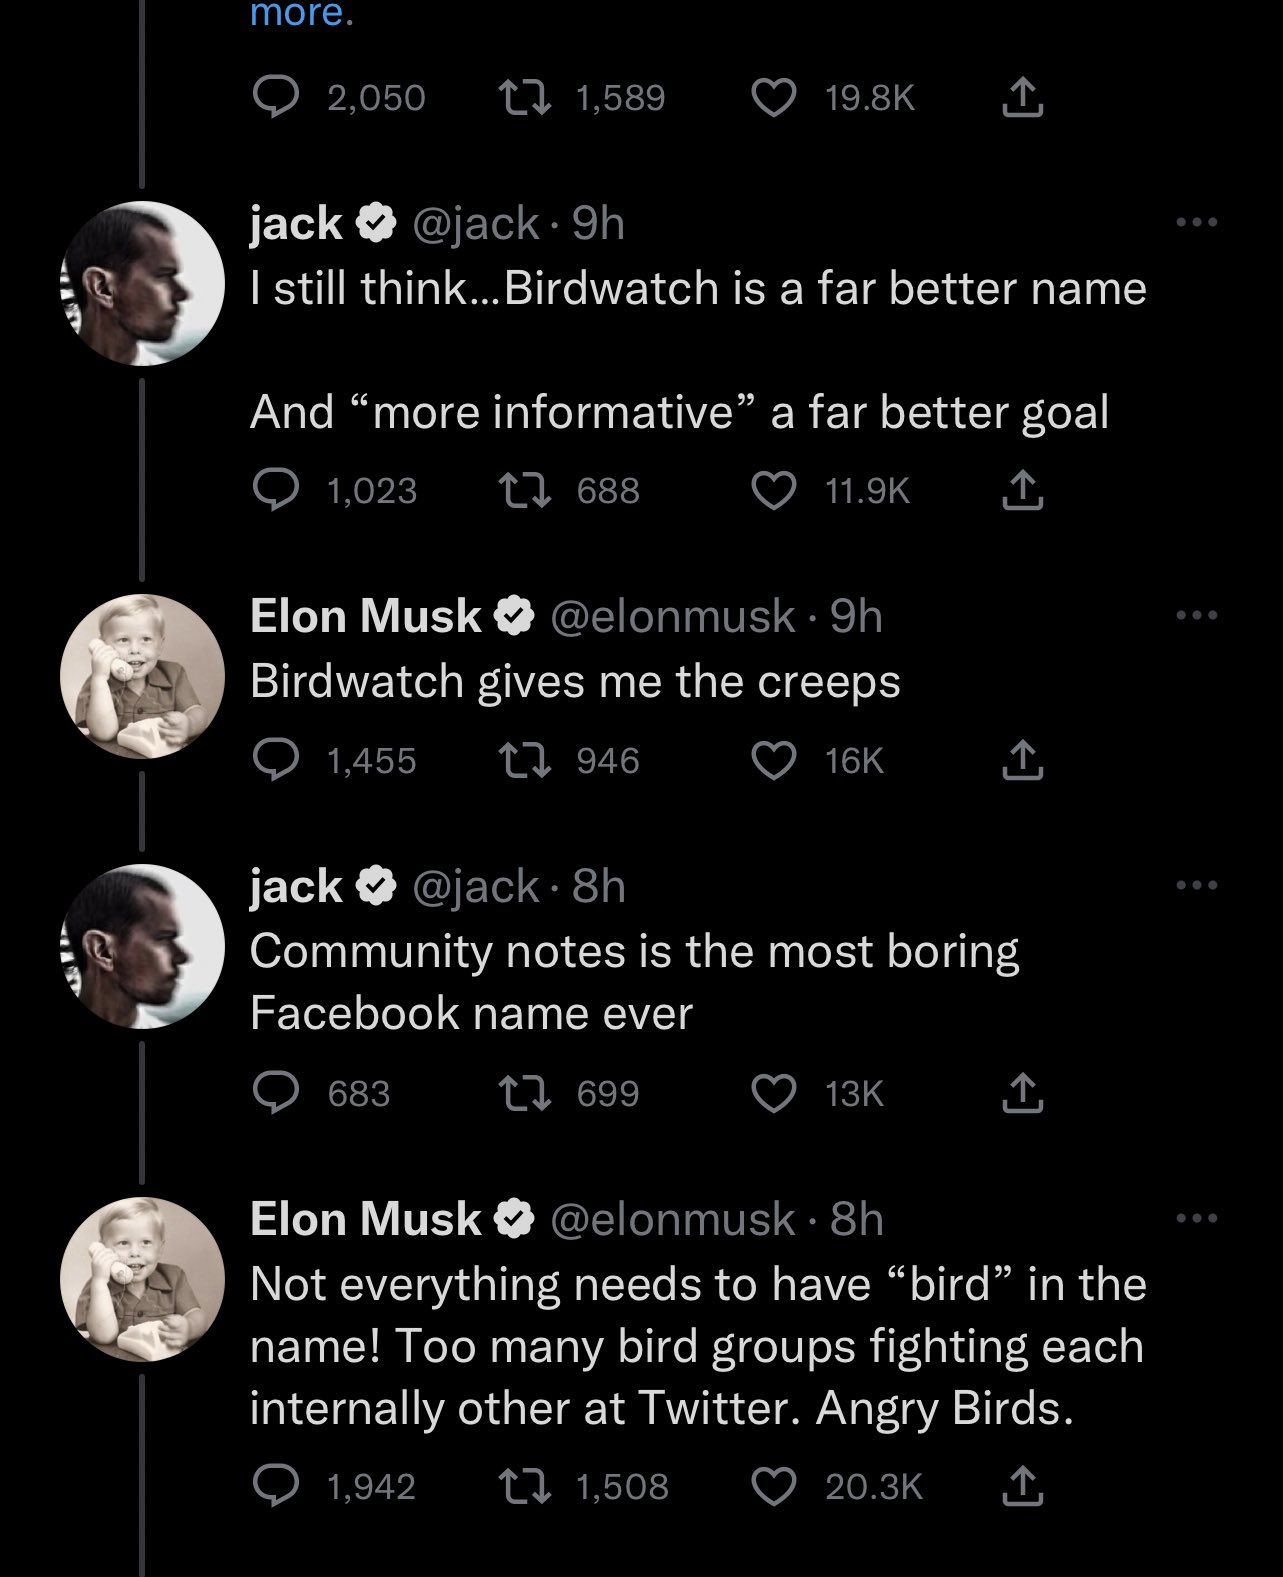 more.
2,050 1,589 19.8K
jack @jack · 9h
I still think...Birdwatch is a far better name
And “more informative” a far better goal
1,023 688 11.9K
Elon Musk @elonmusk · 9h
Birdwatch gives me the creeps
1,455 946 16K
jack @jack · 8h
Community notes is the most boring
Facebook name ever
683 699 13K
Elon Musk @elonmusk · 8h
Not everything needs to have “bird” in the
name! Too many bird groups fighting each
internally other at Twitter. Angry Birds.
1,942 1,508 20.3K